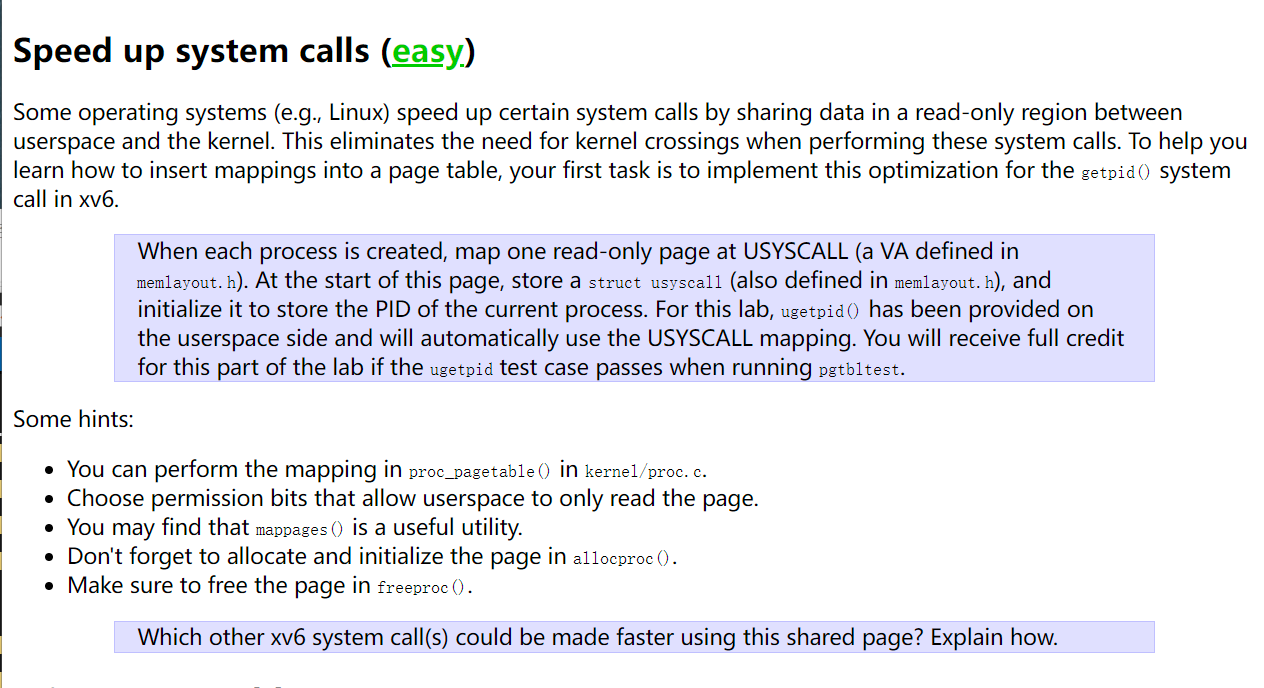 Speed up system calls (easy)
Some operating systems (e.g., Linux) speed up certain system calls by sharing data in a read-only region between
userspace and the kernel. This eliminates the need for kernel crossings when performing these system calls. To help you
learn how to insert mappings into a page table, your first task is to implement this optimization for the getpid() system
call in xv6.
When each process is created, map one read-only page at USYSCALL (a VA defined in
memlayout.h). At the start of this page, store a struct usyscall (also defined in memlayout.h), and
initialize it to store the PID of the current process. For this lab, ugetpid() has been provided on
the userspace side and will automatically use the USYSCALL mapping. You will receive full credit
for this part of the lab if the ugetpid test case passes when running pgtbltest.
Some hints:
• You can perform the mapping in proc_pagetable() in kernel/proc.c.
• Choose permission bits that allow userspace to only read the page.
• You may find that mappages() is a useful utility.
• Don't forget to allocate and initialize the page in allocproc().
• Make sure to free the page in freeproc().
Which other xv6 system call(s) could be made faster using this shared page? Explain how.